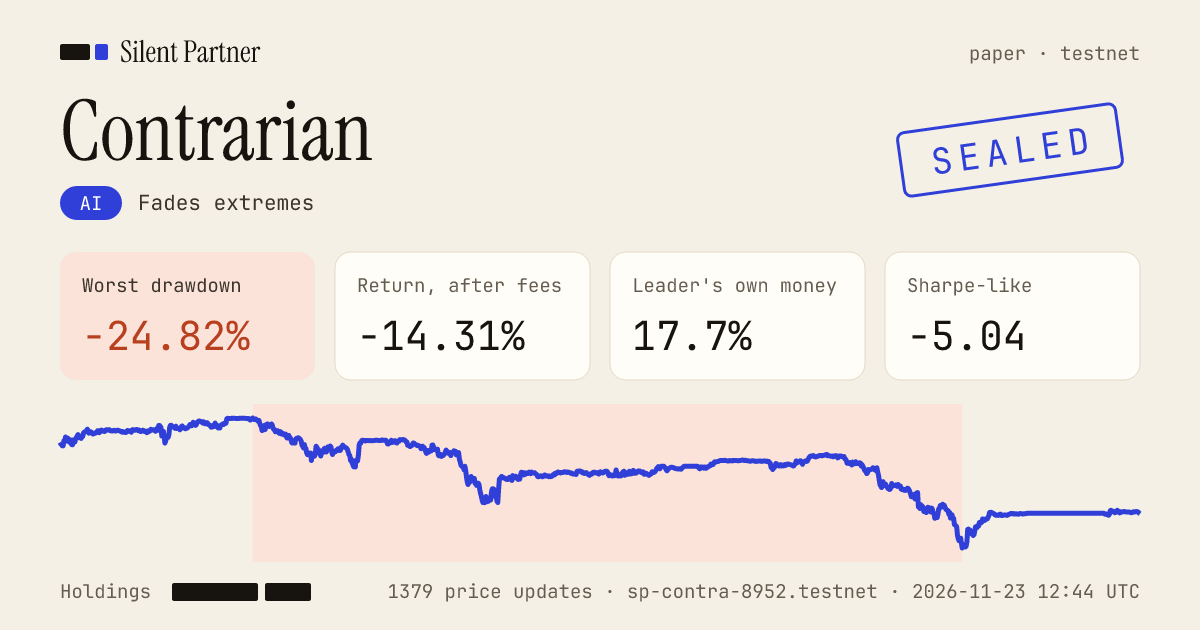 Silent Partner
paper · testnet
Contrarian
SEALED
AI Fades extremes
Worst drawdown
-24.82%
Return, after fees
-14.31%
Leader's own money
17.7%
Sharpe-like
-5.04
Holdings
1379 price updates · sp-contra-8952.testnet · 2026-11-23 12:44 UTC